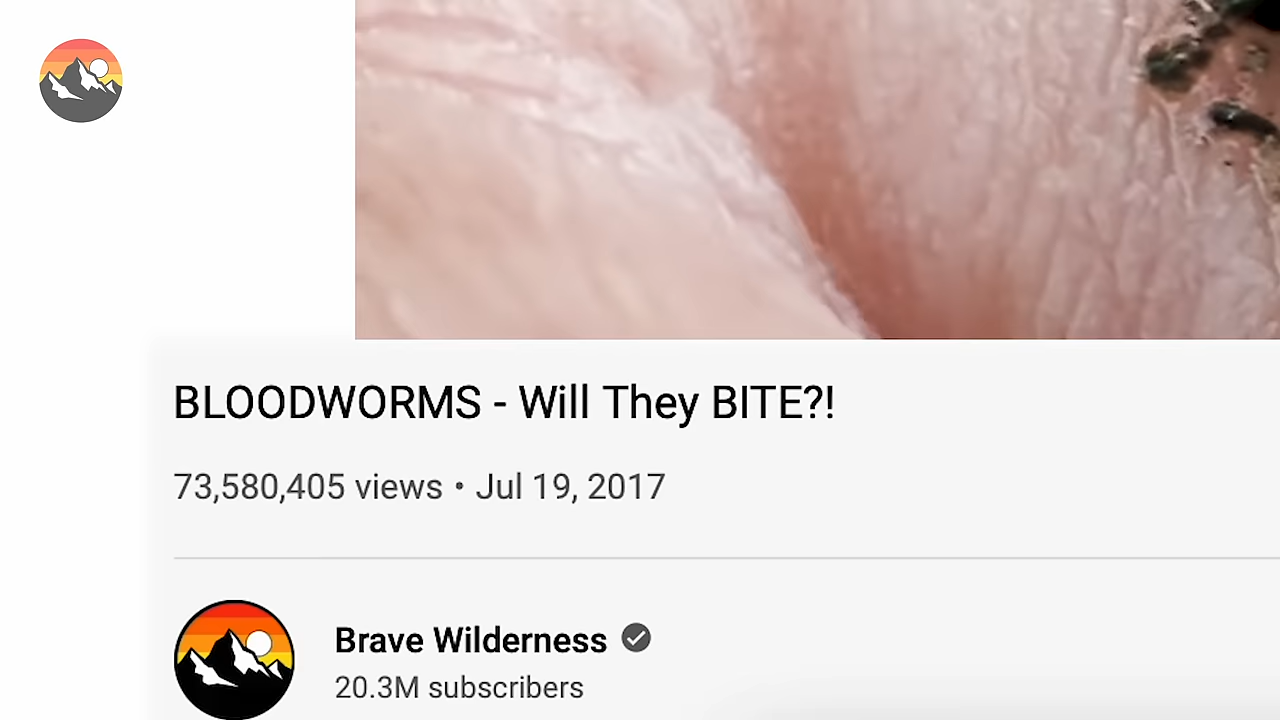 BLOODWORMS - Will They BITE?!
73,580,405 views • Jul 19, 2017
Brave Wilderness
20.3M subscribers